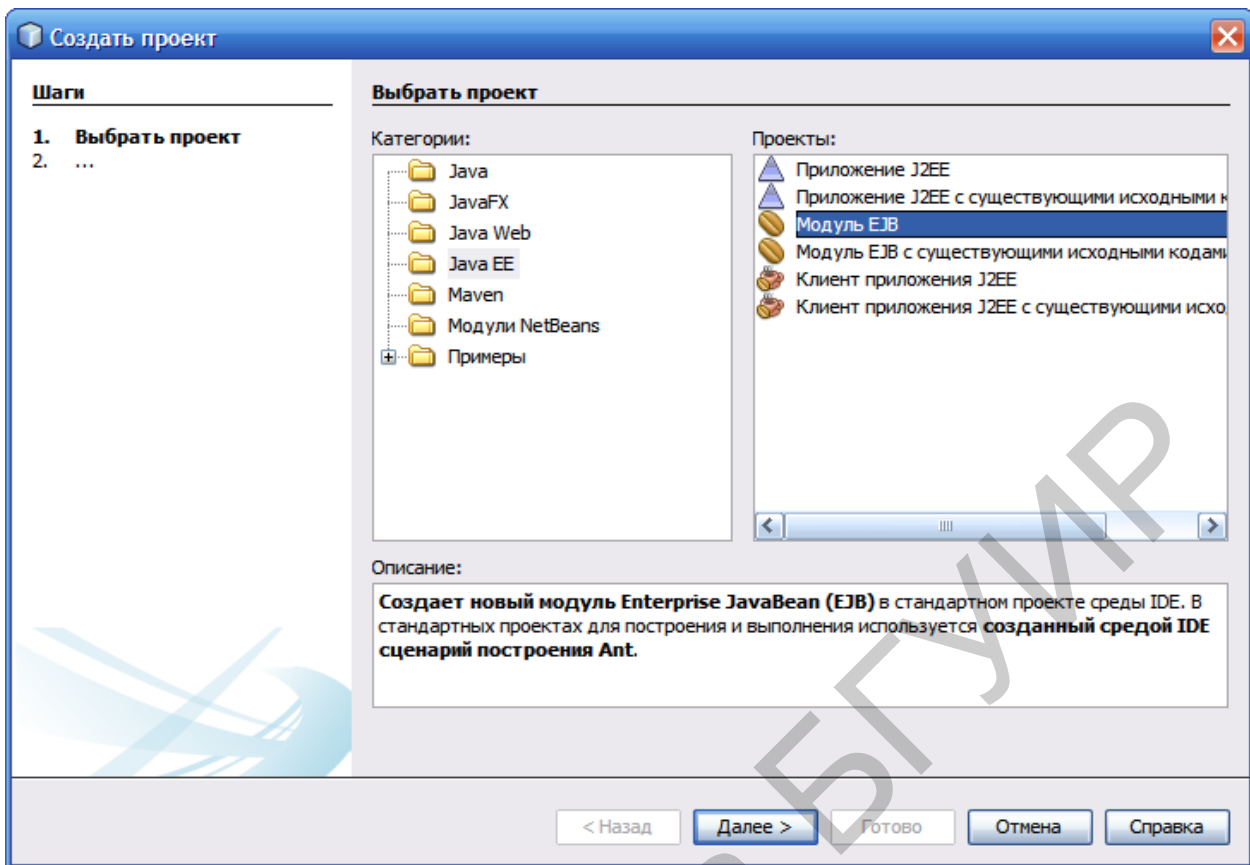 Создать проект
Шаги
1. Выбрать проект
2. ...
Выбрать проект
Категории:
Java
JavaFX
Java Web
Java EE
Maven
Модули NetBeans
Примеры
Проекты:
Приложение J2EE
Приложение J2EE с существующими исходными к
Модуль EJB
Модуль EJB с существующими исходными кодами
Клиент приложения J2EE
Клиент приложения J2EE с существующими исхо
Описание:
Создает новый модуль Enterprise JavaBean (EJB) в стандартном проекте среды IDE. В
стандартных проектах для построения и выполнения используется созданный средой IDE
сценарий построения Ant.
< Назад
Далее >
Готово
Отмена
Справка
БГУИР